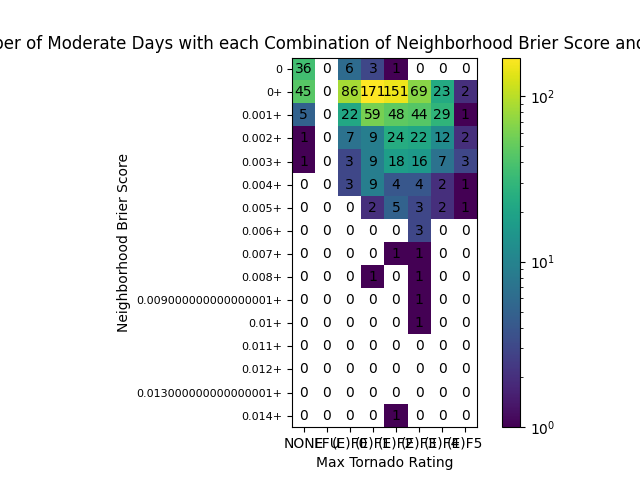 ber of Moderate Days with each Combination of Neighborhood Brier Score and
0 36 0 6 3 1 0 0 0
0+ 45 0 86 171 151 69 23 2
0.001+ 5 0 22 59 48 44 29 1
0.002+ 1 0 7 9 24 22 12 2
0.003+ 1 0 3 9 18 16 7 3
0.004+ 0 0 3 9 4 4 2 1
0.005+ 0 0 0 2 5 3 2 1
0.006+ 0 0 0 0 0 3 0 0
0.007+ 0 0 0 0 1 1 0 0
0.008+ 0 0 0 1 0 1 0 0
0.009000000000000001+ 0 0 0 0 0 1 0 0
0.01+ 0 0 0 0 0 1 0 0
0.011+ 0 0 0 0 0 0 0 0
0.012+ 0 0 0 0 0 0 0 0
0.013000000000000001+ 0 0 0 0 0 0 0 0
0.014+ 0 0 0 0 1 0 0 0
NONE EFU (E)F0 (E)F1 (E)F2 (E)F3 (E)F4 (E)F5
Max Tornado Rating
Neighborhood Brier Score
10²
10¹
10⁰